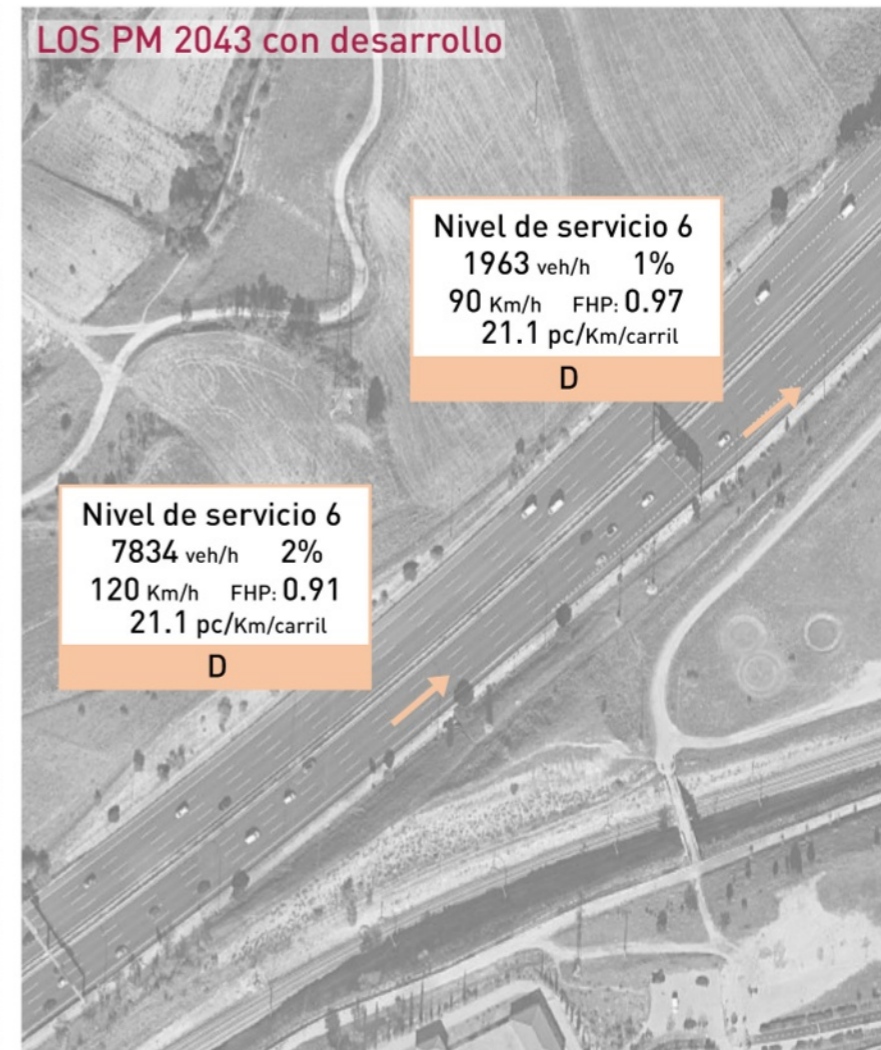 LOS PM 2043 con desarrollo
Nivel de servicio 6
1963 veh/h 1%
90 Km/h FHP: 0.97
21.1 pc/Km/carril
D
Nivel de servicio 6
7834 veh/h 2%
120 Km/h FHP: 0.91
21.1 pc/Km/carril
D